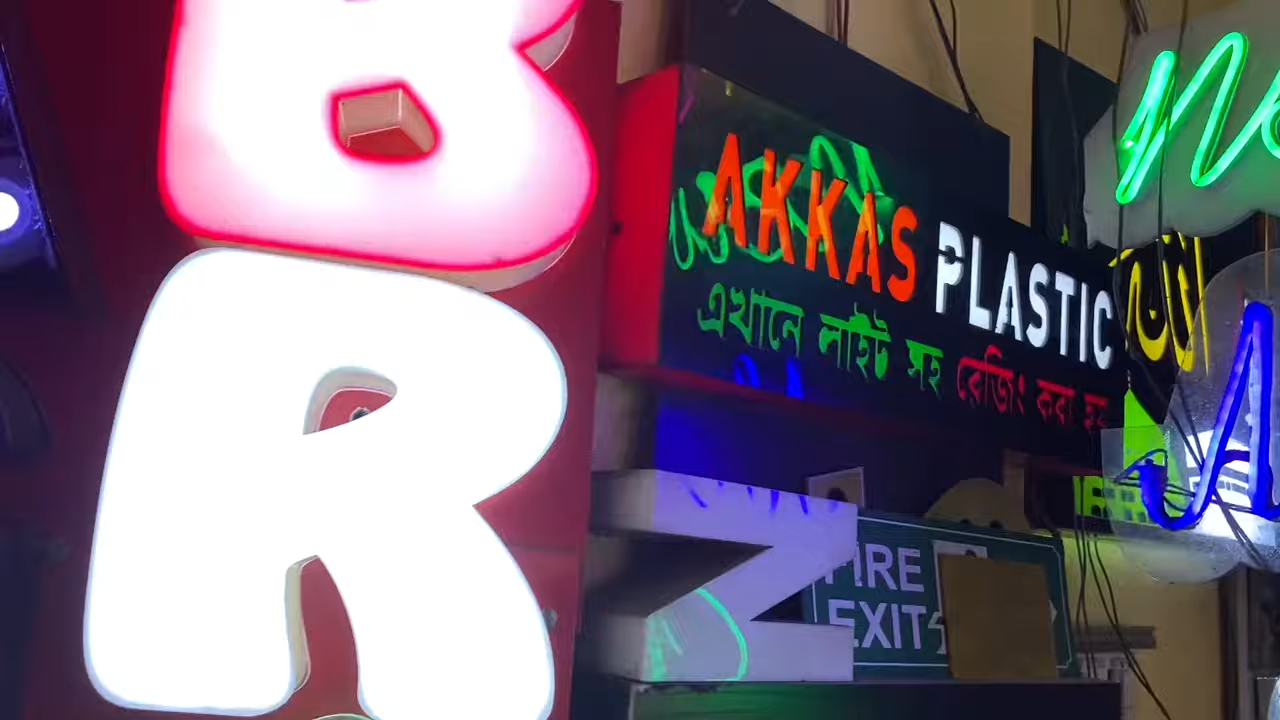 B
R
AKKAS PLASTIC
এখানে লাইট সহ রেজিং করা হয়
Z
FIRE
EXIT
A